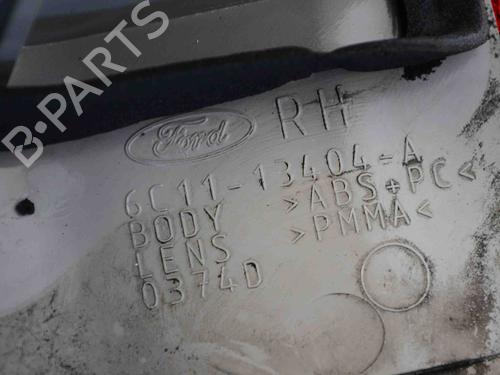 B-PARTS
Ford
RH
6C11-13404-A
BODY >ABS+PC<
LENS >PMMA<
0374D